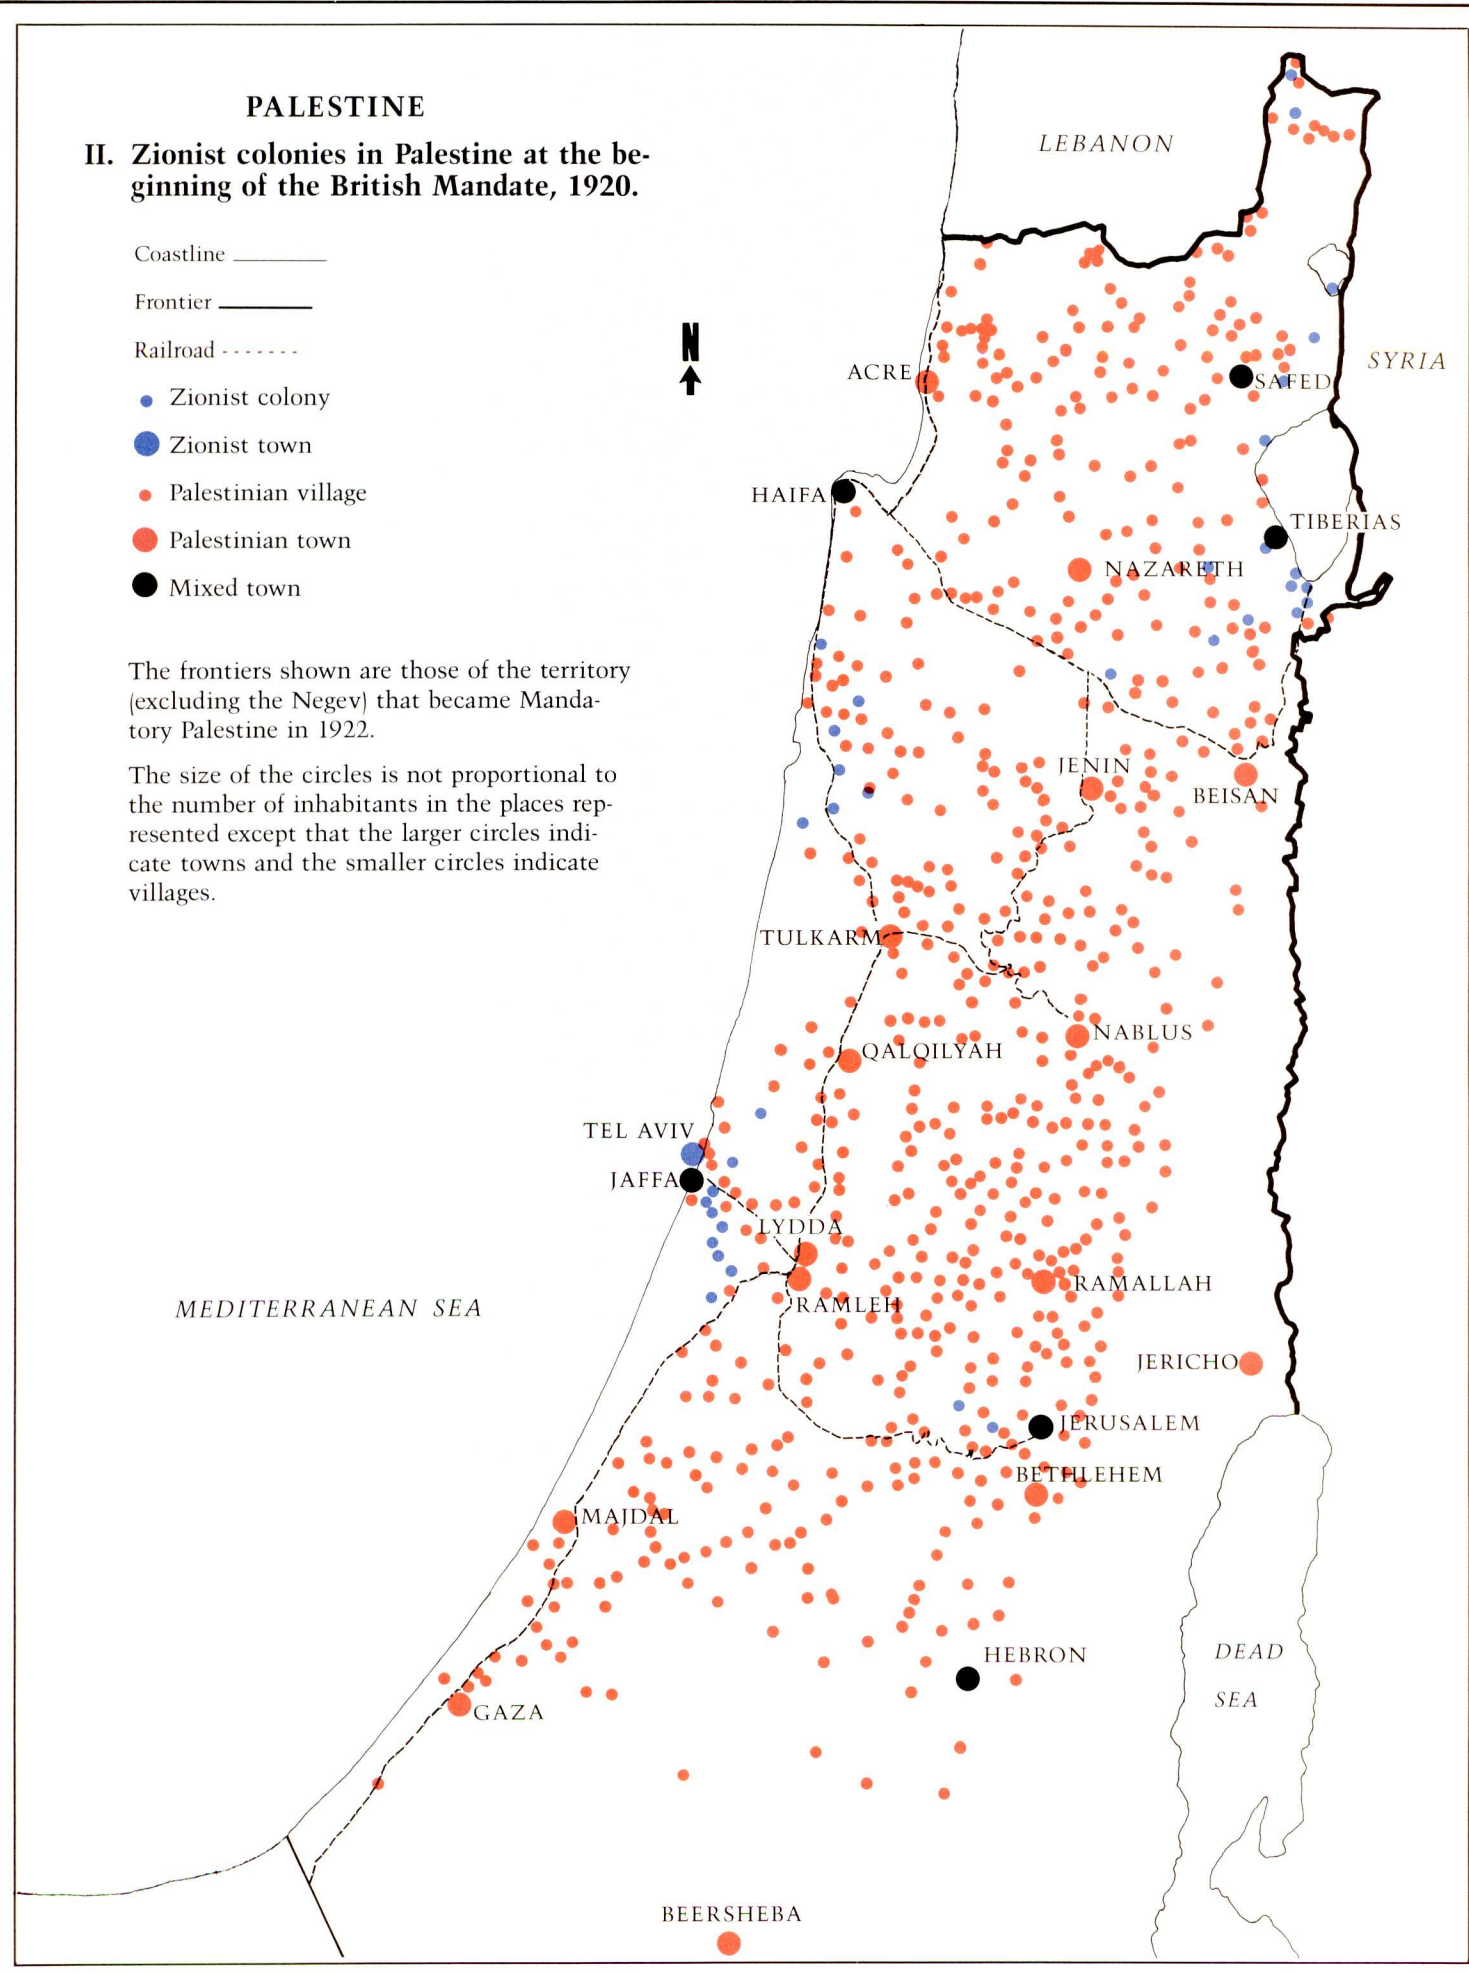 PALESTINE
II. Zionist colonies in Palestine at the be-
ginning of the British Mandate, 1920.
Coastline
Frontier
Railroad
Zionist colony
Zionist town
Palestinian village
Palestinian town
Mixed town
The frontiers shown are those of the territory
(excluding the Negev) that became Manda-
tory Palestine in 1922.
The size of the circles is not proportional to
the number of inhabitants in the places rep-
resented except that the larger circles indi-
cate towns and the smaller circles indicate
villages.
N
LEBANON
SYRIA
ACRE
SAFED
HAIFA
TIBERIAS
NAZARETH
JENIN
BEISAN
TULKARM
NABLUS
QALQILYAH
TEL AVIV
JAFFA
LYDDA
RAMALLAH
RAMLEH
MEDITERRANEAN SEA
JERICHO
JERUSALEM
BETHLEHEM
MAJDAL
HEBRON
DEAD
SEA
GAZA
BEERSHEBA